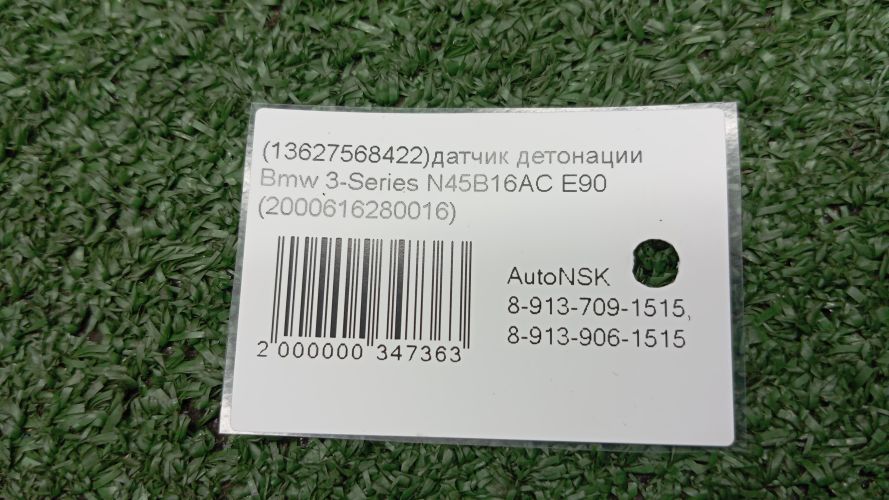 (13627568422)датчик детонации
Bmw 3-Series N45B16AC E90
(2000616280016)
AutoNSK
8-913-709-1515,
8-913-906-1515
2 000000 347363